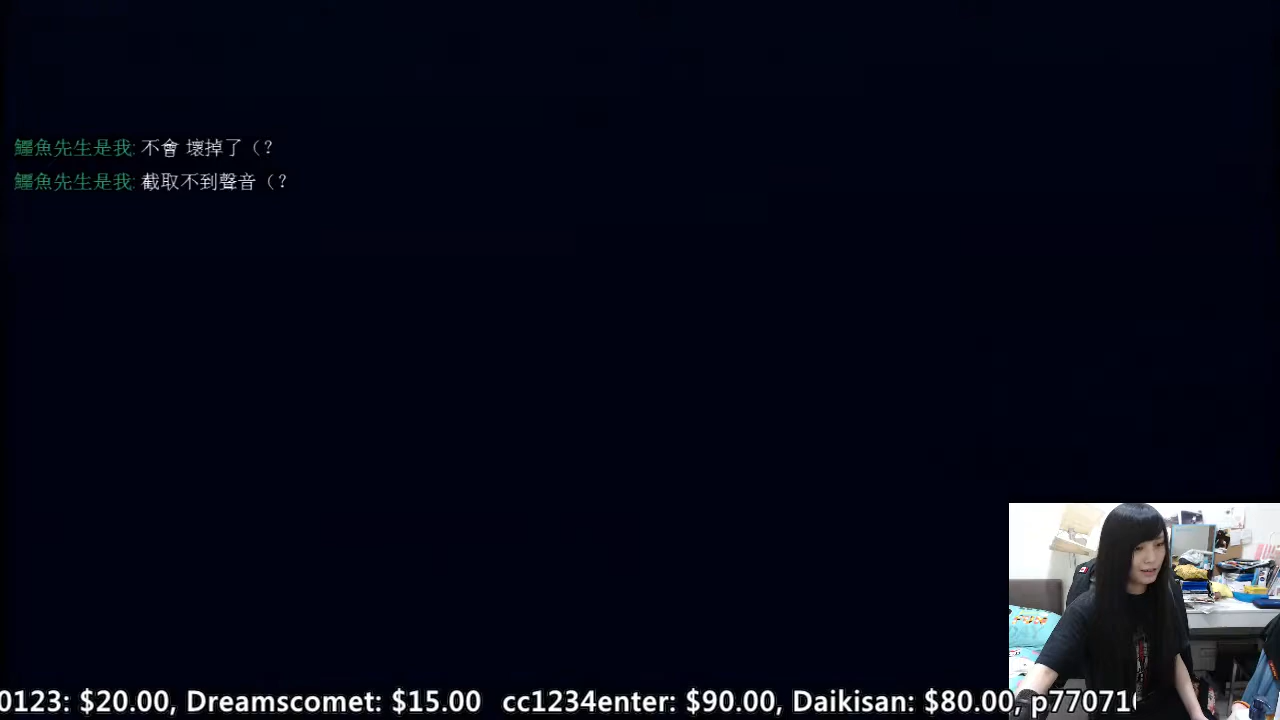 鱷魚先生是我: 不會 壞掉了（?
鱷魚先生是我: 截取不到聲音（?
0123: $20.00, Dreamscomet: $15.00 cc1234enter: $90.00, Daikisan: $80.00, p77071